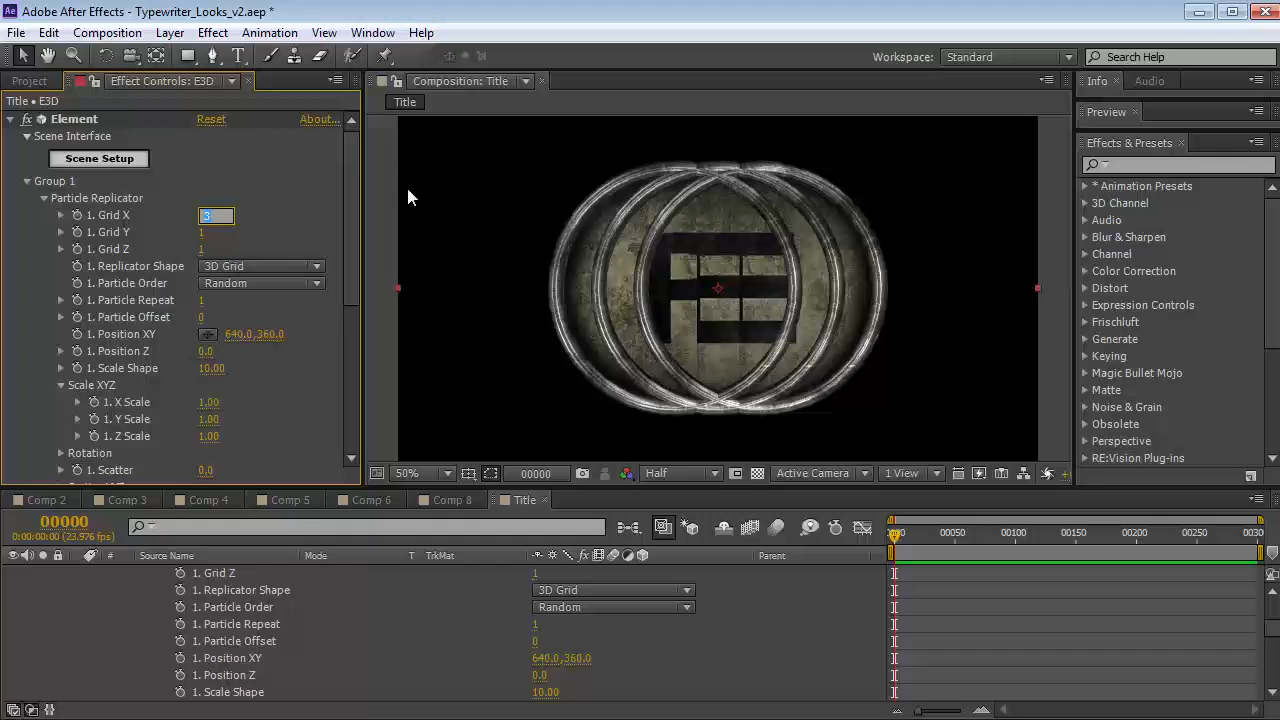 Adobe After Effects - Typewriter_Looks_v2.aep *
File Edit Composition Layer Effect Animation View Window Help
Workspace: Standard Search Help
Project Effect Controls: E3D Composition: Title Info Audio
Title • E3D
Title
fx Element Reset About...
Scene Interface
Scene Setup
Group 1
Particle Replicator
1. Grid X 3
1. Grid Y 1
1. Grid Z 1
1. Replicator Shape 3D Grid
1. Particle Order Random
1. Particle Repeat 1
1. Particle Offset 0
1. Position XY 640.0,360.0
1. Position Z 0.0
1. Scale Shape 10.00
Scale XYZ
1. X Scale 1.00
1. Y Scale 1.00
1. Z Scale 1.00
Rotation
1. Scatter 0.0
Preview
Effects & Presets
* Animation Presets
3D Channel
Audio
Blur & Sharpen
Channel
Color Correction
Distort
Expression Controls
Frischluft
Generate
Keying
Magic Bullet Mojo
Matte
Noise & Grain
Obsolete
Perspective
RE:Vision Plug-ins
50% 00000 Half Active Camera 1 View
Comp 2 Comp 3 Comp 4 Comp 5 Comp 6 Comp 8 Title
00000
0:00:00:00 (23.976 fps)
00050 00100 00150 00200 00250
# Source Name Mode T TrkMat fx Parent
1. Grid Z 1
1. Replicator Shape 3D Grid
1. Particle Order Random
1. Particle Repeat 1
1. Particle Offset 0
1. Position XY 640.0,360.0
1. Position Z 0.0
1. Scale Shape 10.00